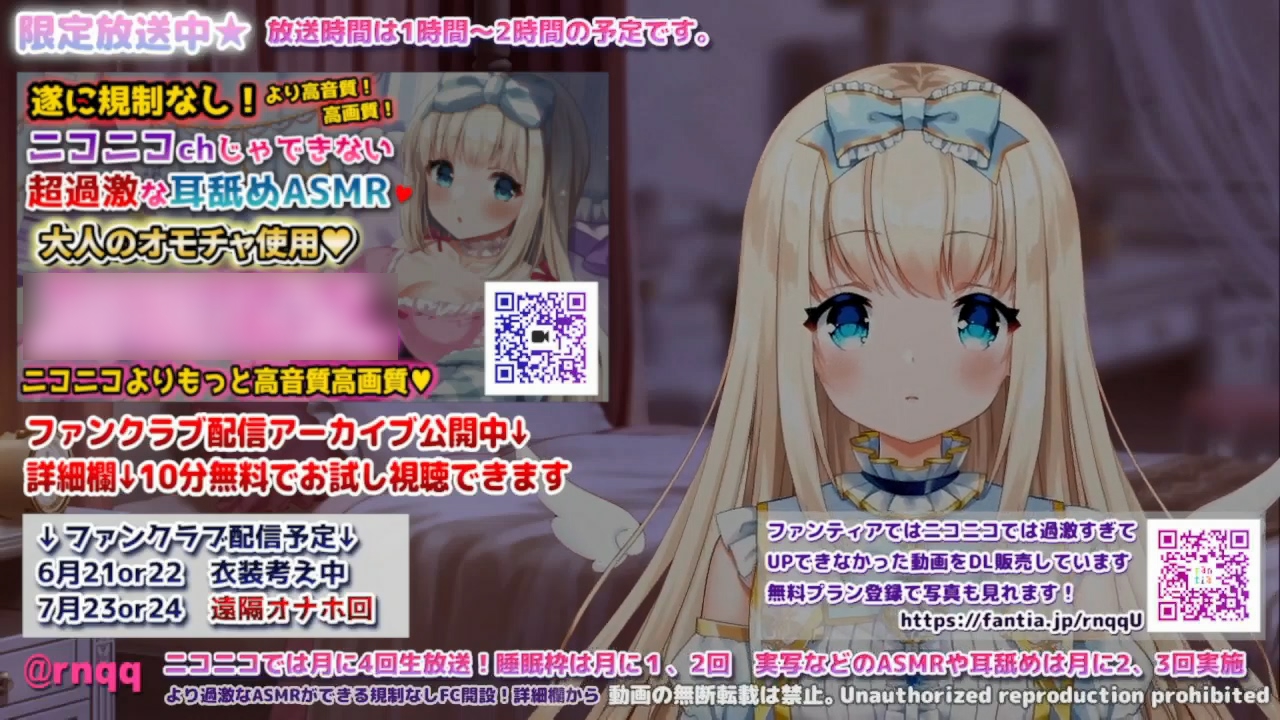 限定放送中★ 放送時間は1時間～2時間の予定です。
遂に規制なし！より高音質！
高画質！
ニコニコchじゃできない
超過激な耳舐めASMR♥
大人のオモチャ使用♡
ニコニコよりもっと高音質高画質♥
ファンクラブ配信アーカイブ公開中↓
詳細欄↓10分無料でお試し視聴できます
↓ファンクラブ配信予定↓
6月21or22 衣装考え中
7月23or24 遠隔オナホ回
ファンティアではニコニコでは過激すぎて
UPできなかった動画をDL販売しています
無料プラン登録で写真も見れます！
https://fantia.jp/rnqqU
fan
tia
@rnqq ニコニコでは月に4回生放送！睡眠枠は月に１、2回 実写などのASMRや耳舐めは月に2、3回実施
より過激なASMRができる規制なしFC開設！詳細欄から 動画の無断転載は禁止。Unauthorized reproduction prohibited